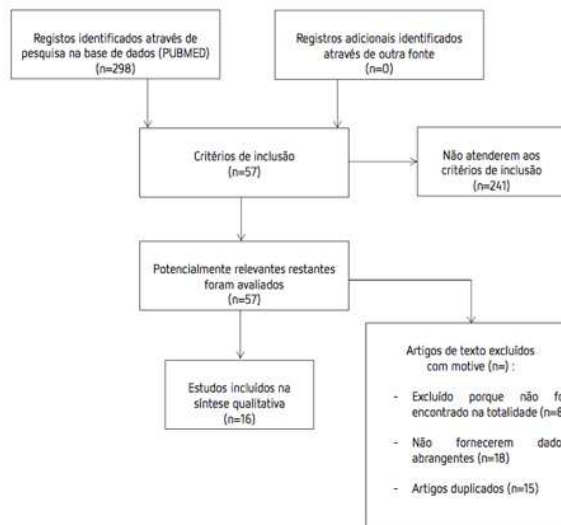 Registos identificados através de
pesquisa na base de dados (PUBMED)
(n=298)
Registros adicionais identificados
através de outra fonte
(n=0)
Critérios de inclusão
(n=57)
Não atenderem aos
critérios de inclusão
(n=241)
Potencialmente relevantes restantes
foram avaliados
(n=57)
Estudos incluídos na
síntese qualitativa
(n=16)
Artigos de texto excluídos
com motive (n=) :
- Excluído porque não fo
encontrado na totalidade (n=8
- Não fornecerem dado
abrangentes (n=18)
- Artigos duplicados (n=15)